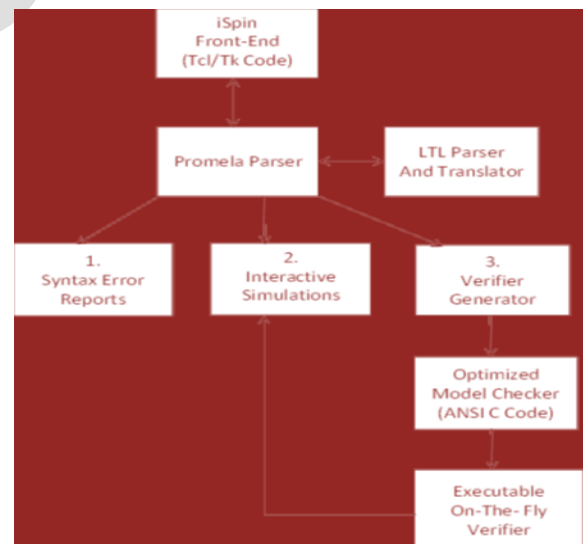 iSpin
Front-End
(Tcl/Tk Code)
Promela Parser
LTL Parser
And Translator
1.
Syntax Error
Reports
2.
Interactive
Simulations
3.
Verifier
Generator
Optimized
Model Checker
(ANSI C Code)
Executable
On-The- Fly
Verifier